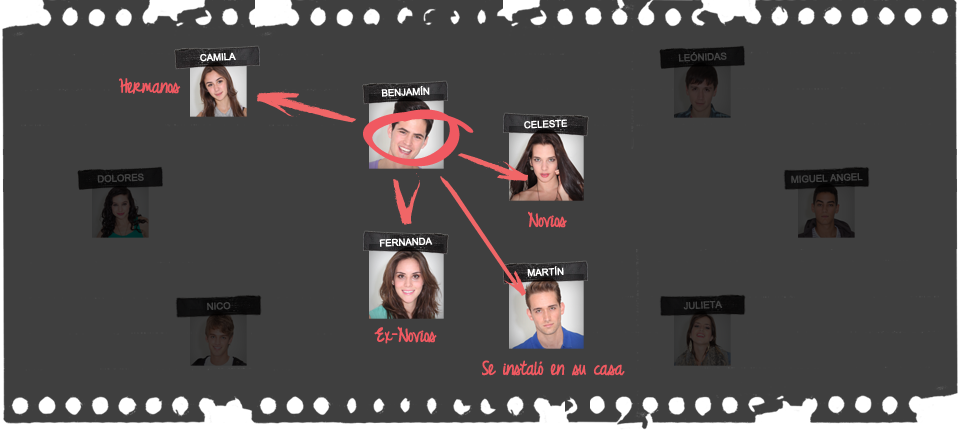 CAMILA
Hermanos
BENJAMÍN
CELESTE
Novios
LEÓNIDAS
DOLORES
MIGUEL ANGEL
FERNANDA
Ex-Novios
MARTÍN
Se instaló en su casa
NICO
JULIETA